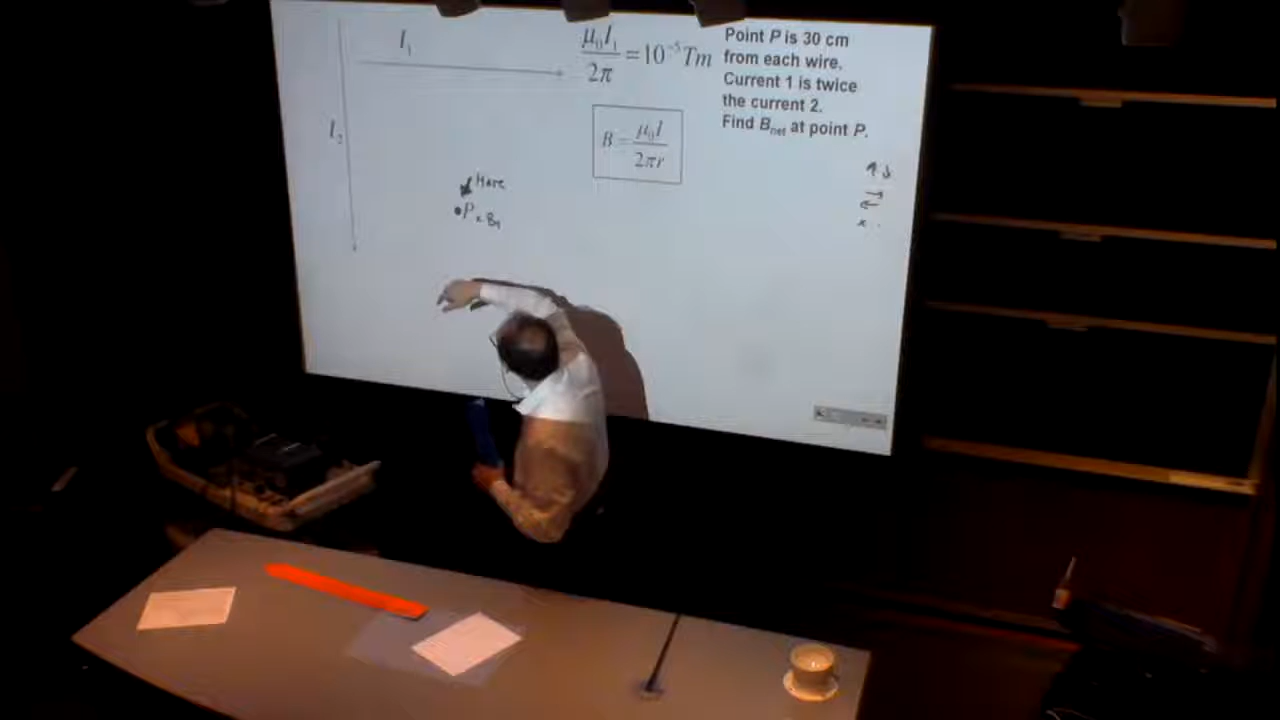 I₁
μ₀I₁/2π = 10⁻⁵ Tm
Point P is 30 cm
from each wire.
Current 1 is twice
the current 2.
Find Bnet at point P.
I₂
B = μ₀I/2πr
Here
P
x B₁
↑ ↓
→
←
x .